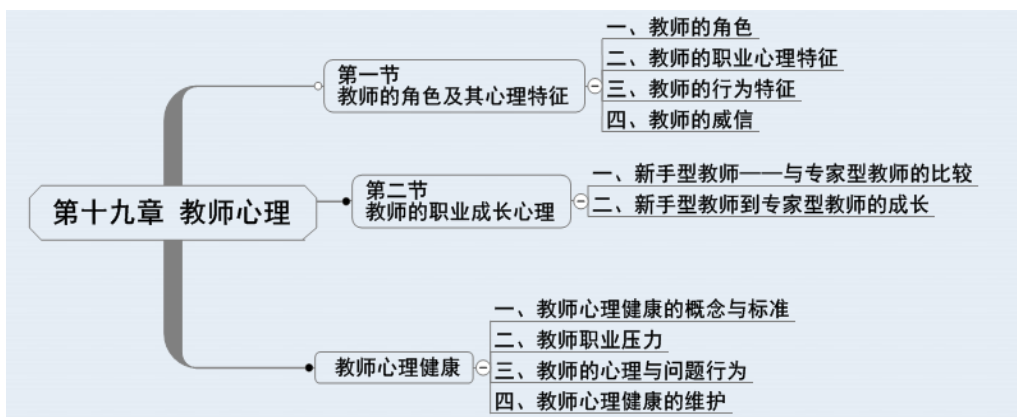 第十九章 教师心理
第一节
教师的角色及其心理特征
一、教师的角色
二、教师的职业心理特征
三、教师的行为特征
四、教师的威信
第二节
教师的职业成长心理
一、新手型教师——与专家型教师的比较
二、新手型教师到专家型教师的成长
教师心理健康
一、教师心理健康的概念与标准
二、教师职业压力
三、教师的心理与问题行为
四、教师心理健康的维护